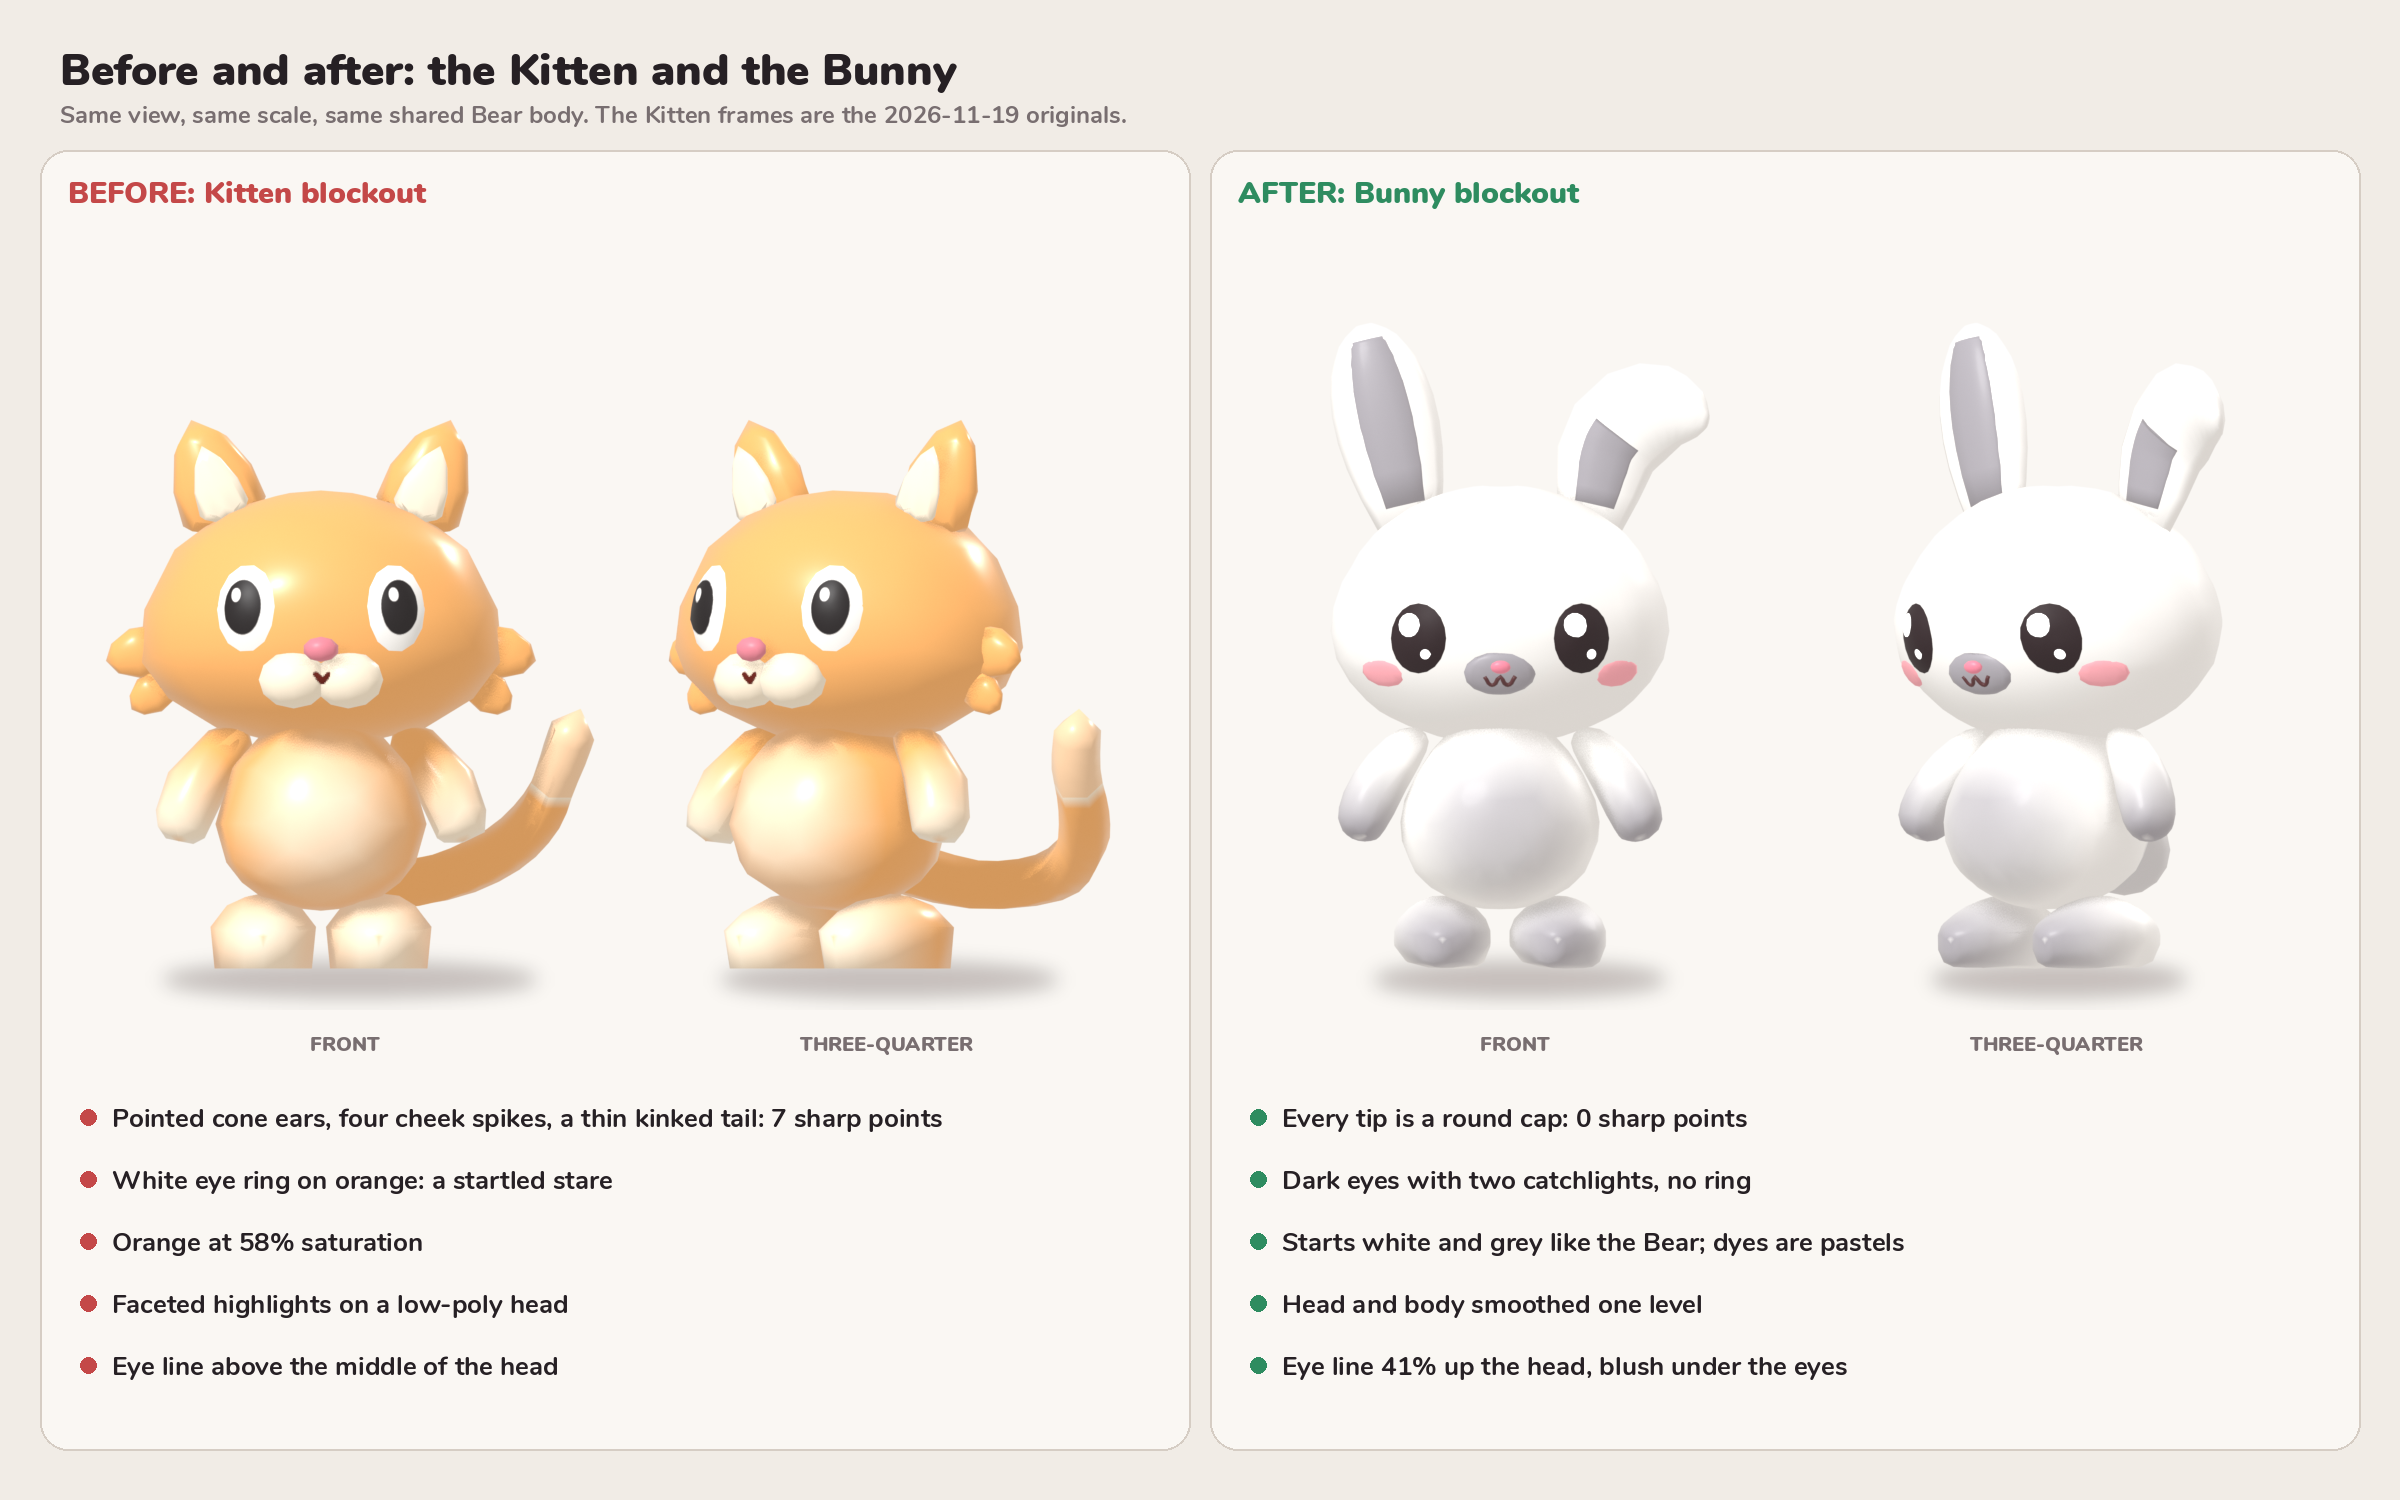 Before and after: the Kitten and the Bunny
Same view, same scale, same shared Bear body. The Kitten frames are the 2026-11-19 originals.
BEFORE: Kitten blockout
FRONT
THREE-QUARTER
Pointed cone ears, four cheek spikes, a thin kinked tail: 7 sharp points
White eye ring on orange: a startled stare
Orange at 58% saturation
Faceted highlights on a low-poly head
Eye line above the middle of the head
AFTER: Bunny blockout
FRONT
THREE-QUARTER
Every tip is a round cap: 0 sharp points
Dark eyes with two catchlights, no ring
Starts white and grey like the Bear; dyes are pastels
Head and body smoothed one level
Eye line 41% up the head, blush under the eyes